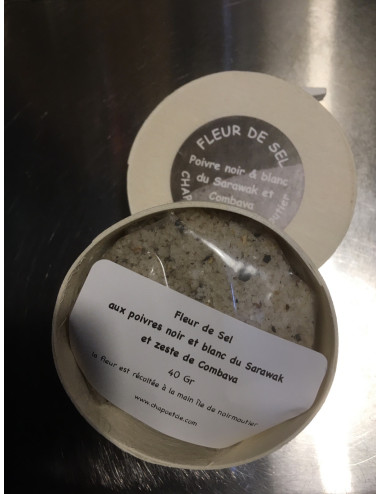 FLEUR DE SEL
Poivre noir & blanc
du Sarawak et
Combava
Fleur de Sel
aux poivres noir et blanc du Sarawak
et zeste de Combava
40 Gr
la fleur est récoltée à la main île de noirmoutier